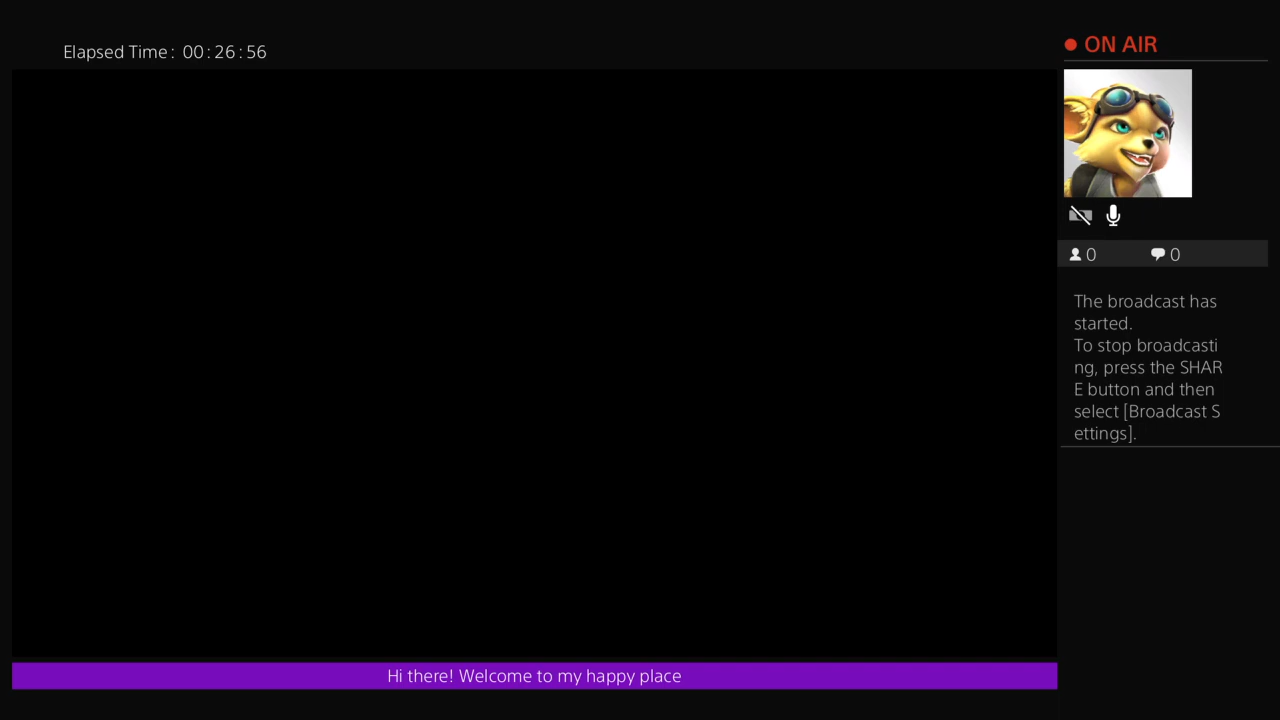 Elapsed Time: 00:26:56
ON AIR
0 0
The broadcast has
started.
To stop broadcasti
ng, press the SHAR
E button and then
select [Broadcast S
ettings].
Hi there! Welcome to my happy place